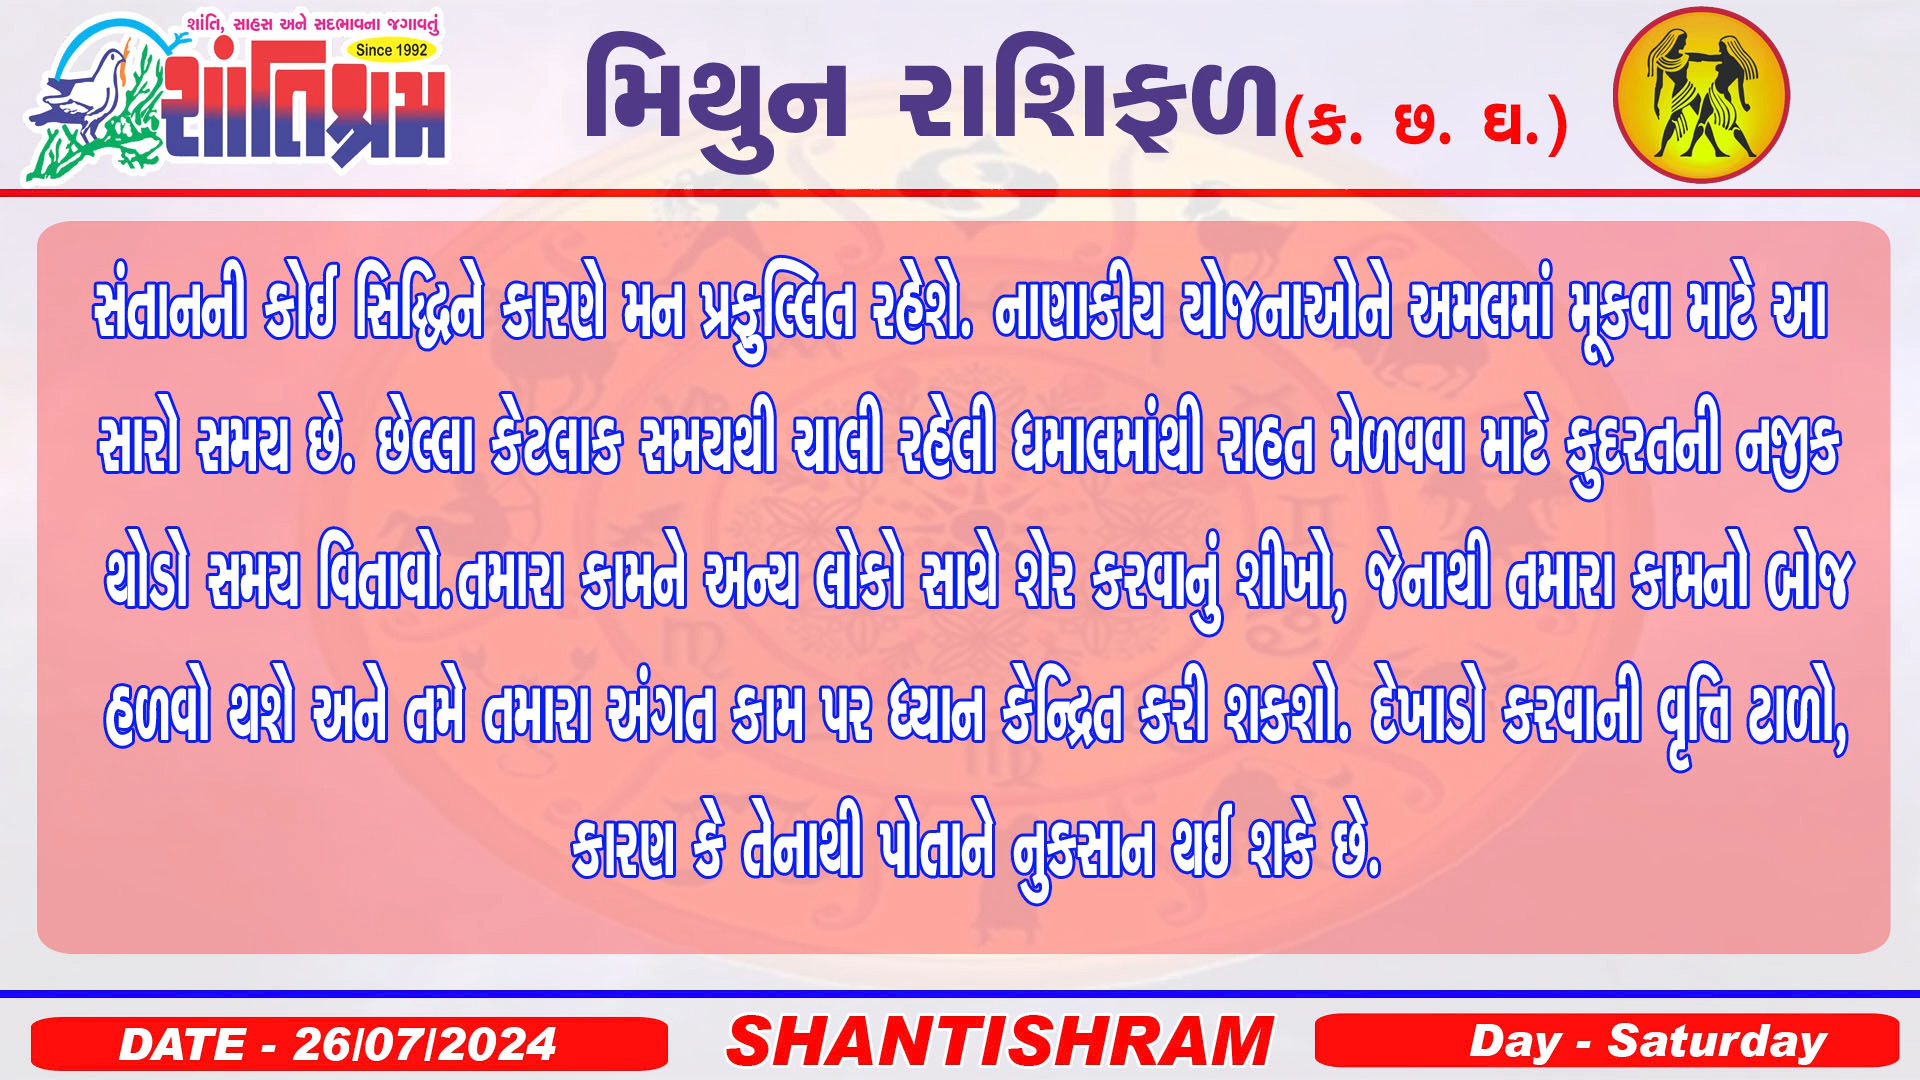 શાંતિ, સાહસ અને સદભાવના જગાવતું
Since 1992
શાંતિશ્રમ
મિથુન રાશિફળ (ક. છ. ઘ.)
સંતાનની કોઈ સિદ્ધિને કારણે મન પ્રફુલ્લિત રહેશે. નાણાકીય યોજનાઓને અમલમાં મૂકવા માટે આ
સારો સમય છે. છેલ્લા કેટલાક સમયથી ચાલી રહેલી ધમાલમાંથી રાહત મેળવવા માટે કુદરતની નજીક
થોડો સમય વિતાવો.તમારા કામને અન્ય લોકો સાથે શેર કરવાનું શીખો, જેનાથી તમારા કામનો બોજ
હળવો થશે અને તમે તમારા અંગત કામ પર ધ્યાન કેન્દ્રિત કરી શકશો. દેખાડો કરવાની વૃત્તિ ટાળો,
કારણ કે તેનાથી પોતાને નુકસાન થઈ શકે છે.
DATE - 26/07/2024
SHANTISHRAM
Day - Saturday